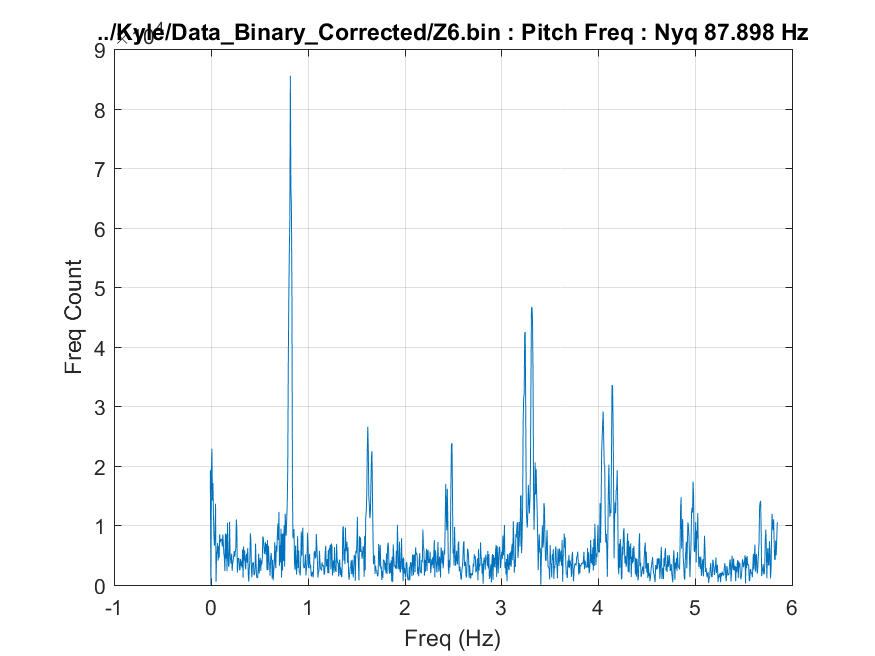 ../Kyle/Data_Binary_Corrected/Z6.bin : Pitch Freq : Nyq 87.898 Hz
×10⁴
9
8
7
6
5
4
3
2
1
0
Freq Count
-1 0 1 2 3 4 5 6
Freq (Hz)